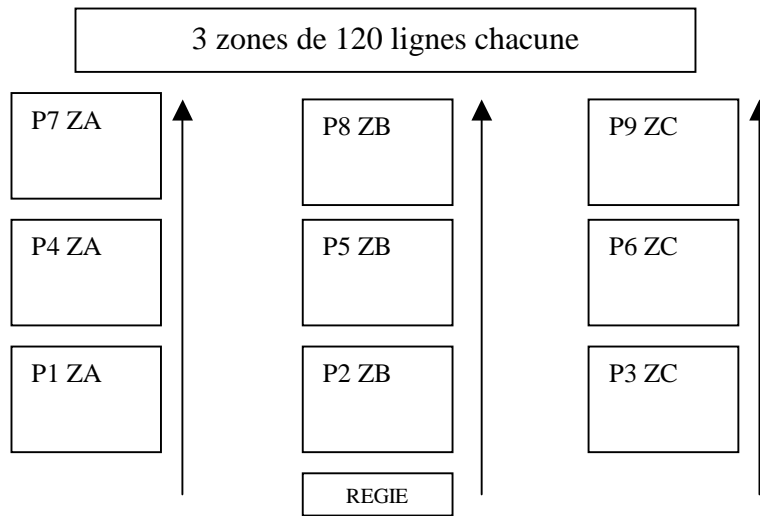 3 zones de 120 lignes chacune
P7 ZA
P8 ZB
P9 ZC
P4 ZA
P5 ZB
P6 ZC
P1 ZA
P2 ZB
P3 ZC
REGIE